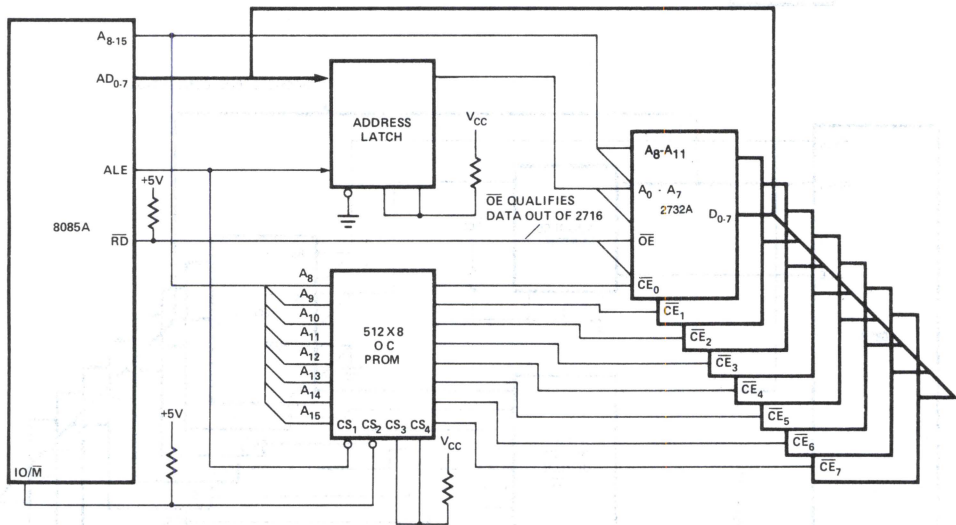 8085A
A8-15
AD0-7
ALE
+5V
RD
+5V
IO/M
ADDRESS
LATCH
VCC
OE QUALIFIES
DATA OUT OF 2716
A8
A9
A10
A11
A12
A13
A14
A15
512 X 8
O C
PROM
CS1 CS2 CS3 CS4
VCC
A8-A11
A0 - A7
2732A
D0-7
OE
CE0
CE1
CE2
CE3
CE4
CE5
CE6
CE7